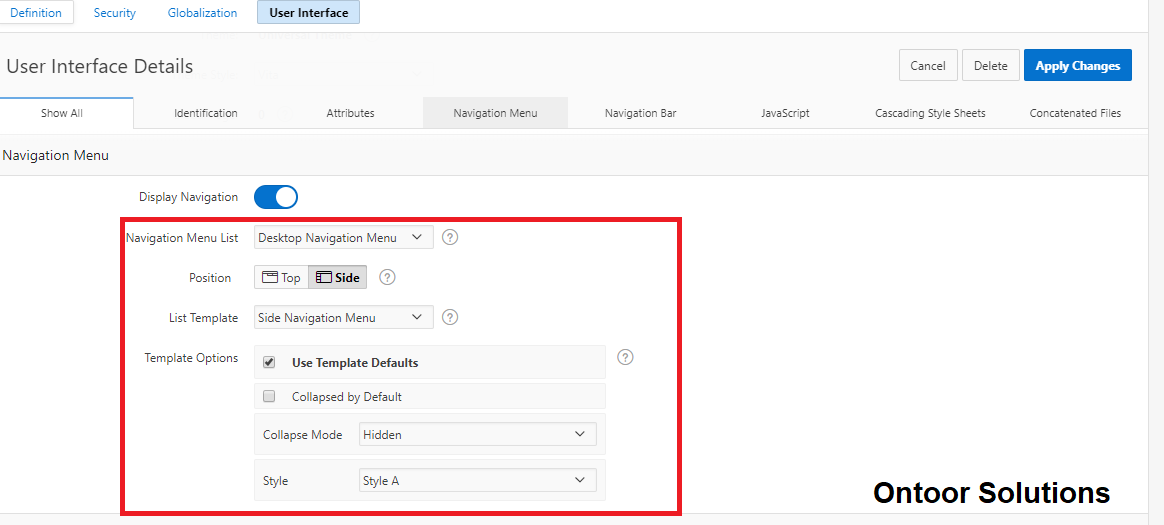 Definition Security Globalization User Interface
User Interface Details
Cancel Delete Apply Changes
Show All Identification Attributes Navigation Menu Navigation Bar JavaScript Cascading Style Sheets Concatenated Files
Navigation Menu
Display Navigation
Navigation Menu List Desktop Navigation Menu ?
Position Top Side ?
List Template Side Navigation Menu ?
Template Options Use Template Defaults ?
Collapsed by Default
Collapse Mode Hidden
Style Style A
Ontoor Solutions